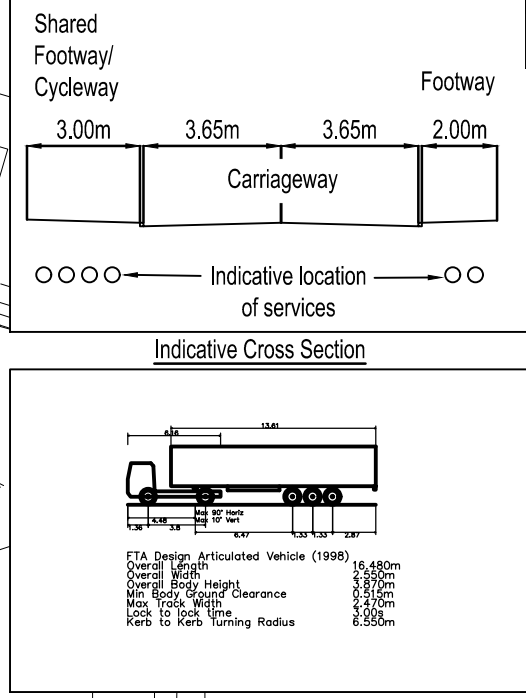 Shared
Footway/
Cycleway
Footway
3.00m 3.65m 3.65m 2.00m
Carriageway
Indicative location
of services
Indicative Cross Section
13.61
6.16
Max 90° Horiz
Max 10° Vert
4.48
1.36 3.8 6.47 1.33 1.33 2.87
FTA Design Articulated Vehicle (1998)
Overall Length 16.480m
Overall Width 2.550m
Overall Body Height 3.870m
Min Body Ground Clearance 0.515m
Max Track Width 2.470m
Lock to lock time 3.00s
Kerb to Kerb Turning Radius 6.550m